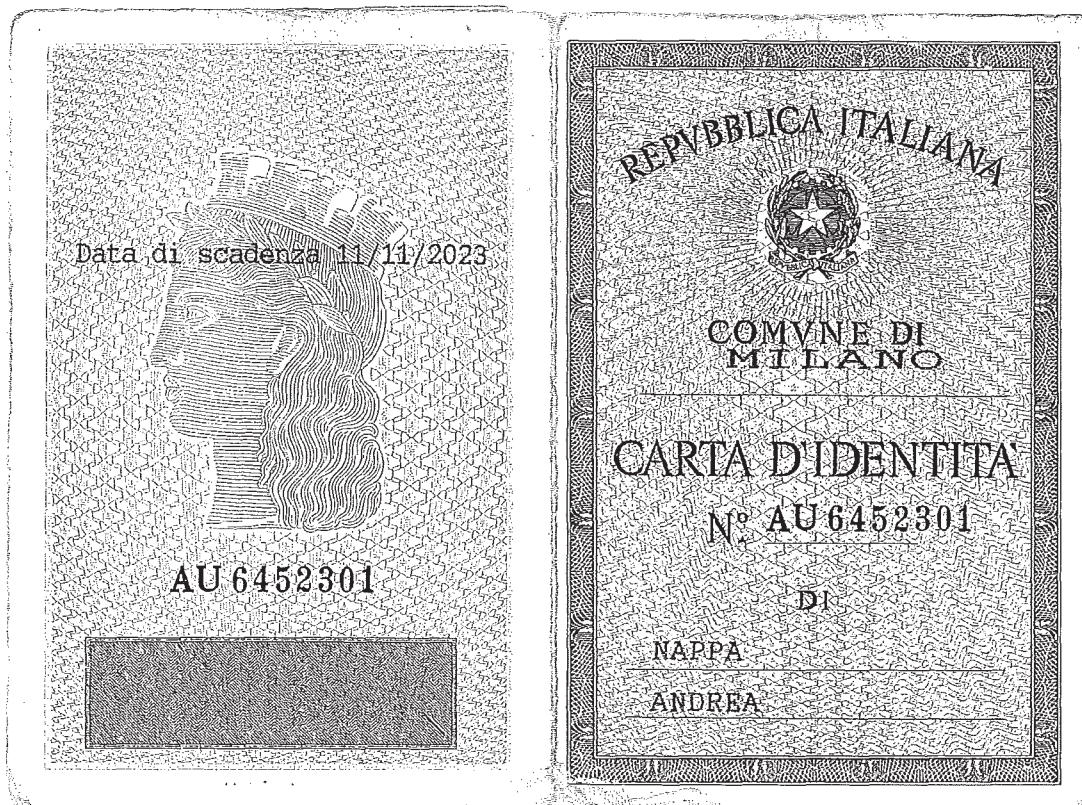 Data di scadenza 11/11/2023
AU 6452301
REPVBBLICA ITALIANA
COMVNE DI
MILANO
CARTA D'IDENTITA'
N° AU 6452301
DI
NAPPA
ANDREA